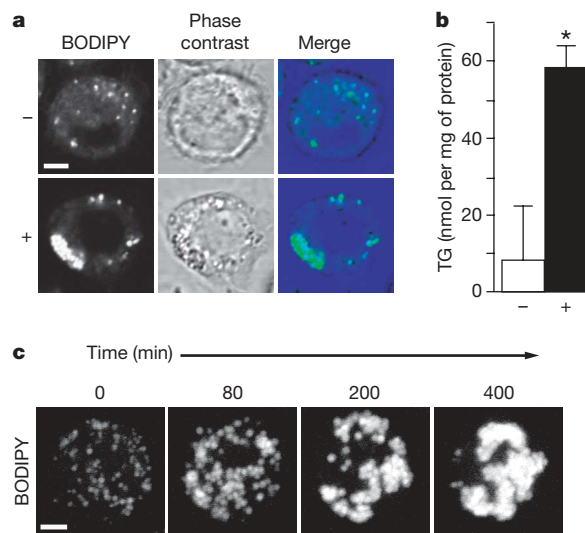 a
BODIPY
Phase
contrast
Merge
–
+
b
TG (nmol per mg of protein)
60
40
20
0
*
–
+
c
Time (min)
0
80
200
400
BODIPY